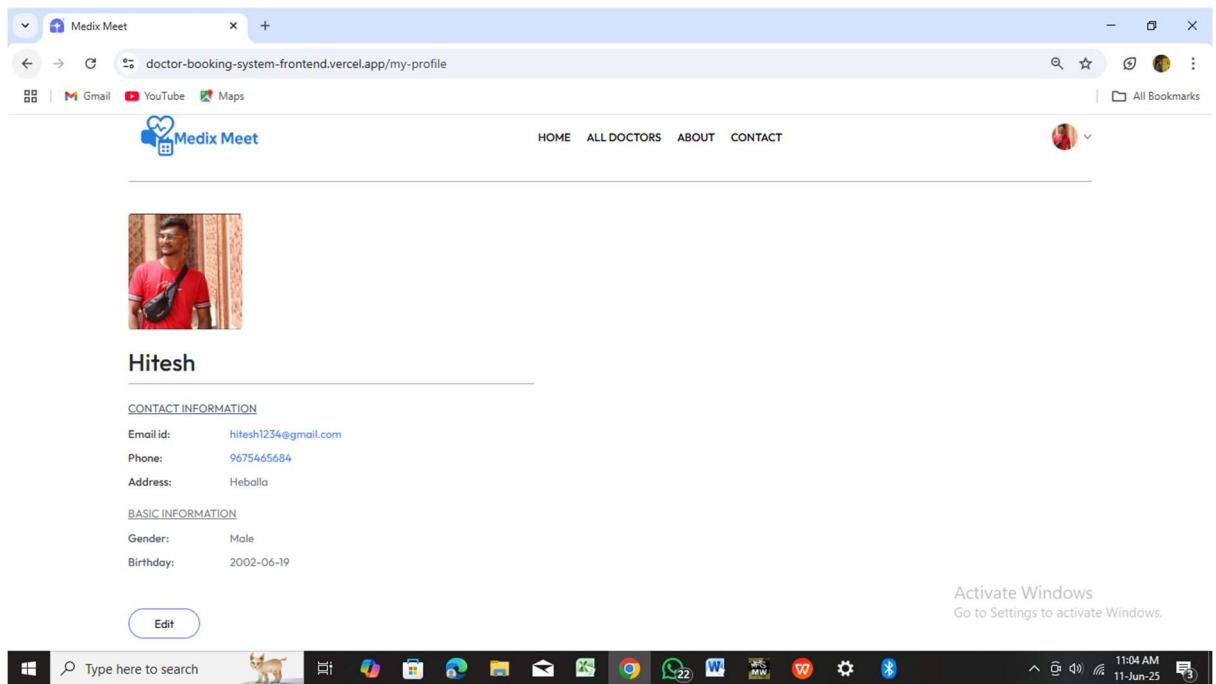 Medix Meet
doctor-booking-system-frontend.vercel.app/my-profile
Gmail YouTube Maps All Bookmarks
Medix Meet HOME ALL DOCTORS ABOUT CONTACT
Hitesh
CONTACT INFORMATION
Email id: hitesh1234@gmail.com
Phone: 9675465684
Address: Heballa
BASIC INFORMATION
Gender: Male
Birthday: 2002-06-19
Activate Windows
Go to Settings to activate Windows.
Edit
Type here to search 22 W MW W 11:04 AM
11-Jun-25 3